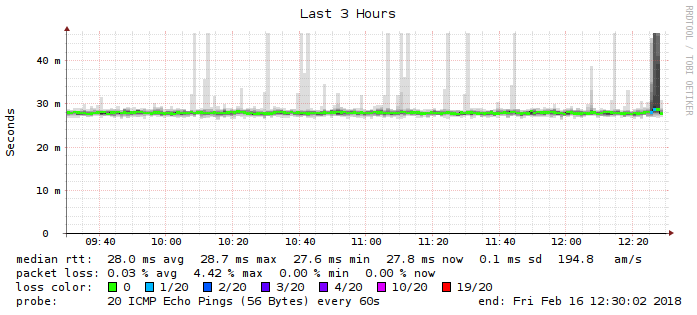 Last 3 Hours
RRDTOOL / TOBI OETIKER
Seconds
40 m
30 m
20 m
10 m
0
09:40 10:00 10:20 10:40 11:00 11:20 11:40 12:00 12:20
median rtt: 28.0 ms avg 28.7 ms max 27.6 ms min 27.8 ms now 0.1 ms sd 194.8 am/s
packet loss: 0.03 % avg 4.42 % max 0.00 % min 0.00 % now
loss color: 0 1/20 2/20 3/20 4/20 10/20 19/20
probe: 20 ICMP Echo Pings (56 Bytes) every 60s end: Fri Feb 16 12:30:02 2018